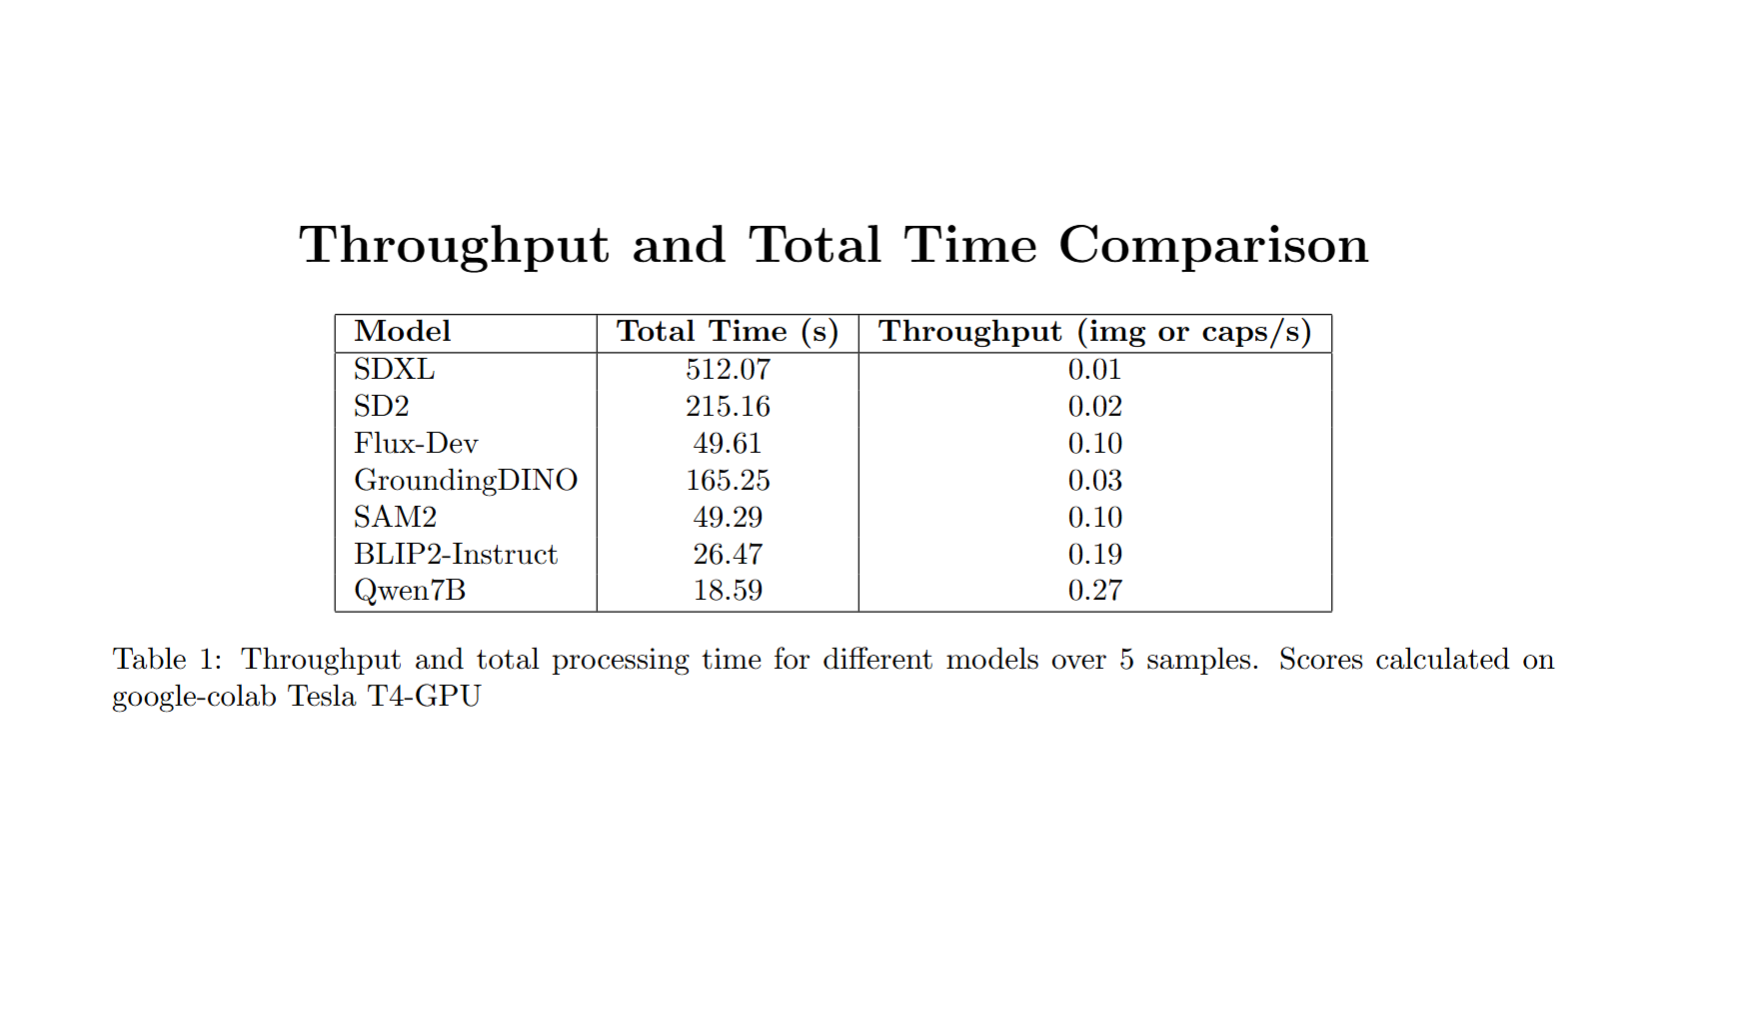 Throughput and Total Time Comparison
Model Total Time (s) Throughput (img or caps/s)
SDXL 512.07 0.01
SD2 215.16 0.02
Flux-Dev 49.61 0.10
GroundingDINO 165.25 0.03
SAM2 49.29 0.10
BLIP2-Instruct 26.47 0.19
Qwen7B 18.59 0.27
Table 1: Throughput and total processing time for different models over 5 samples. Scores calculated on
google-colab Tesla T4-GPU